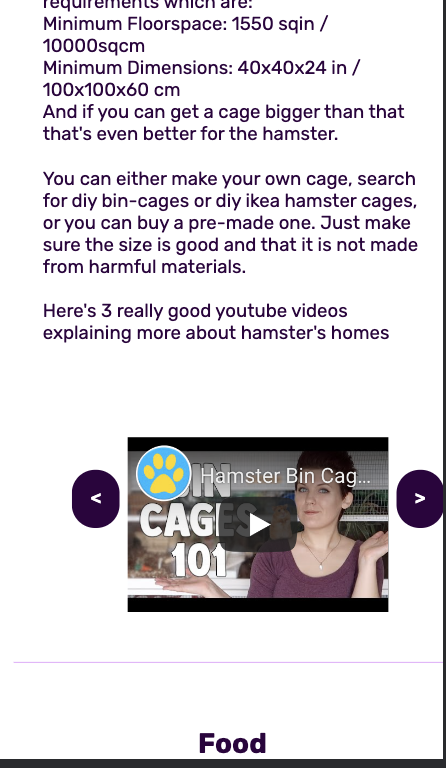 requirements which are:
Minimum Floorspace: 1550 sqin /
10000sqcm
Minimum Dimensions: 40x40x24 in /
100x100x60 cm
And if you can get a cage bigger than that
that's even better for the hamster.
You can either make your own cage, search
for diy bin-cages or diy ikea hamster cages,
or you can buy a pre-made one. Just make
sure the size is good and that it is not made
from harmful materials.
Here's 3 really good youtube videos
explaining more about hamster's homes
Hamster Bin Cag...
BIN
CAGES
101
<
>
Food